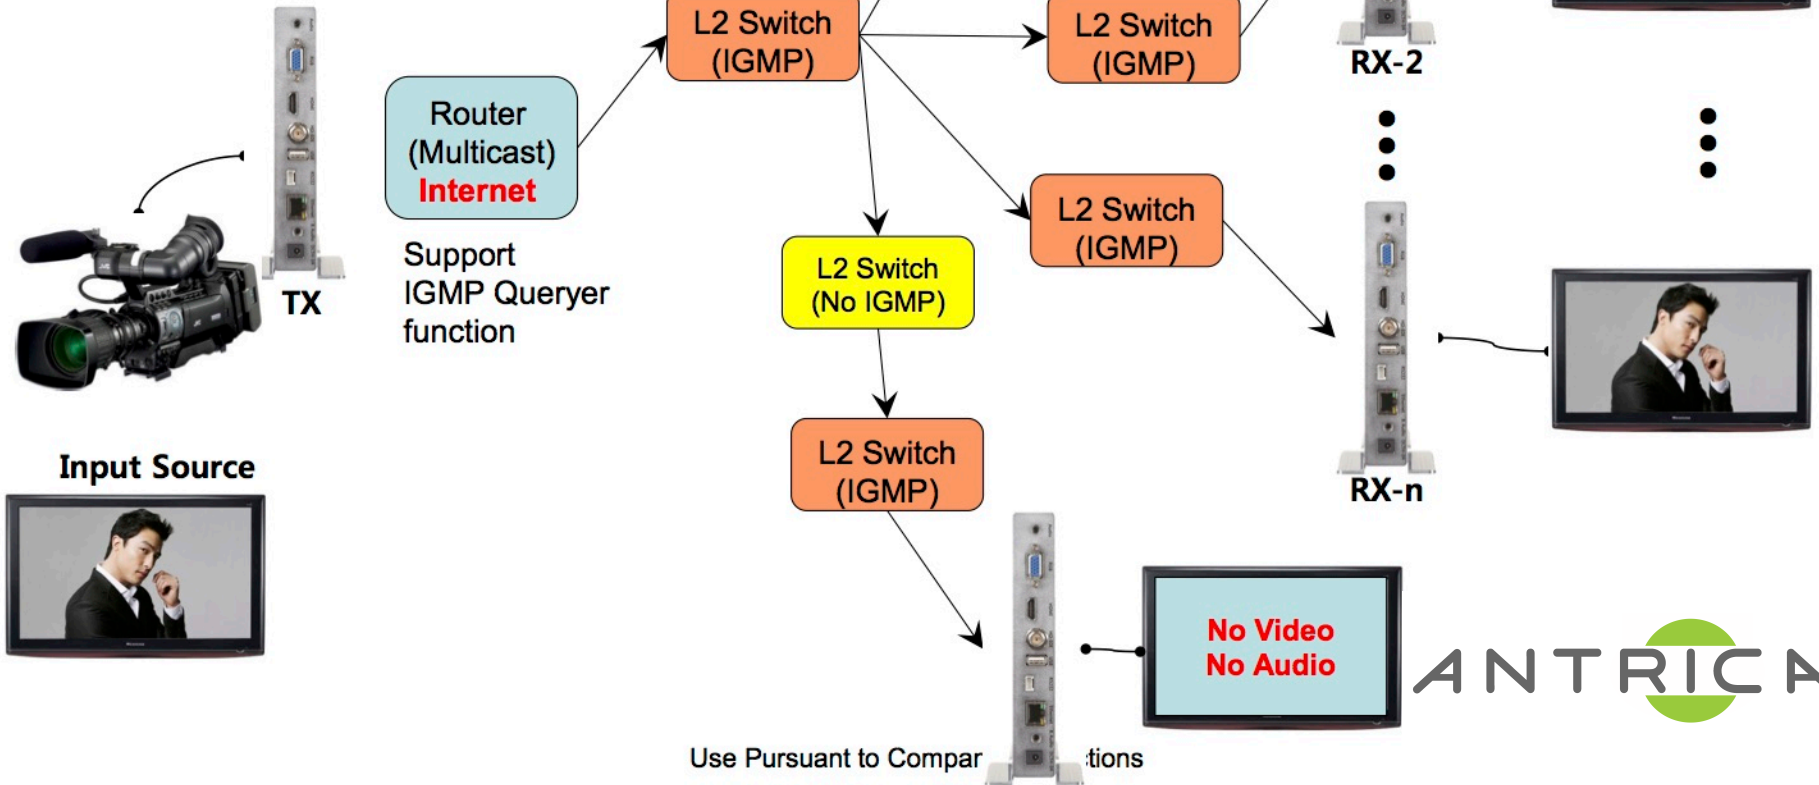 L2 Switch
(IGMP)
L2 Switch
(IGMP)
RX-2
Router
(Multicast)
Internet
Support
IGMP Queryer
function
TX
L2 Switch
(IGMP)
L2 Switch
(No IGMP)
L2 Switch
(IGMP)
Input Source
RX-n
No Video
No Audio
ANTRICA
Use Pursuant to Compar
tions